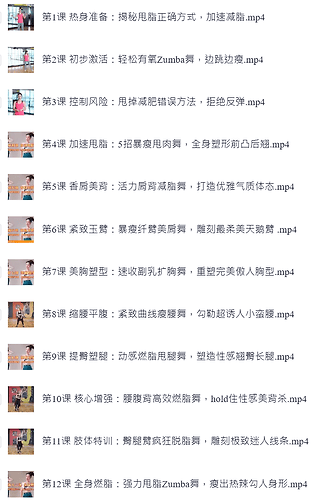 第1课 热身准备：揭秘甩脂正确方式，加速减脂.mp4
第2课 初步激活：轻松有氧Zumba舞，边跳边瘦.mp4
第3课 控制风险：甩掉减肥错误方法，拒绝反弹.mp4
第4课 加速甩脂：5招暴瘦甩肉舞，全身塑形前凸后翘.mp4
第5课 香肩美背：活力肩背减脂舞，打造优雅气质体态.mp4
第6课 紧致玉臂：暴瘦纤臂美肩舞，雕刻最柔美天鹅臂 .mp4
第7课 美胸塑型：速收副乳扩胸舞，重塑完美傲人胸型.mp4
第8课 缩腰平腹：紧致曲线瘦腰舞，勾勒超诱人小蛮腰.mp4
第9课 提臀塑腿：动感燃脂甩腿舞，塑造性感翘臀长腿.mp4
第10课 核心增强：腰腹背高效燃脂舞，hold住性感美背杀.mp4
第11课 肢体特训：臀腿臂疯狂脱脂舞，雕刻极致迷人线条.mp4
第12课 全身燃脂：强力甩脂Zumba舞，瘦出热辣勾人身形.mp4